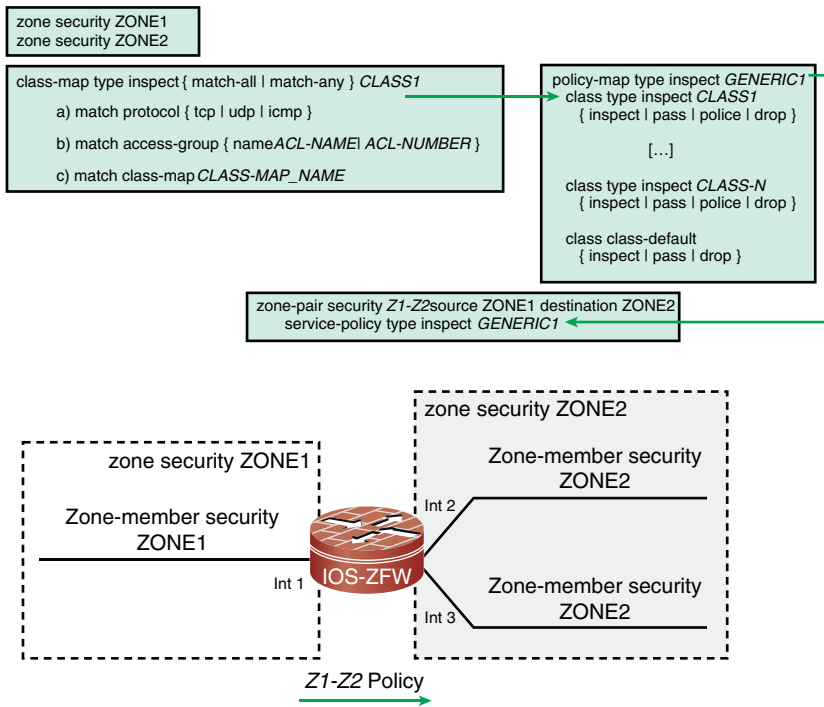 zone security ZONE1
zone security ZONE2
class-map type inspect { match-all | match-any } CLASS1
a) match protocol { tcp | udp | icmp }
b) match access-group { nameACL-NAME| ACL-NUMBER }
c) match class-map CLASS-MAP_NAME
policy-map type inspect GENERIC1
class type inspect CLASS1
{ inspect | pass | police | drop }
[...]
class type inspect CLASS-N
{ inspect | pass | police | drop }
class class-default
{ inspect | pass | drop }
zone-pair security Z1-Z2source ZONE1 destination ZONE2
service-policy type inspect GENERIC1
zone security ZONE1
Zone-member security
ZONE1
Int 1
IOS-ZFW
zone security ZONE2
Zone-member security
ZONE2
Int 2
Zone-member security
ZONE2
Int 3
Z1-Z2 Policy